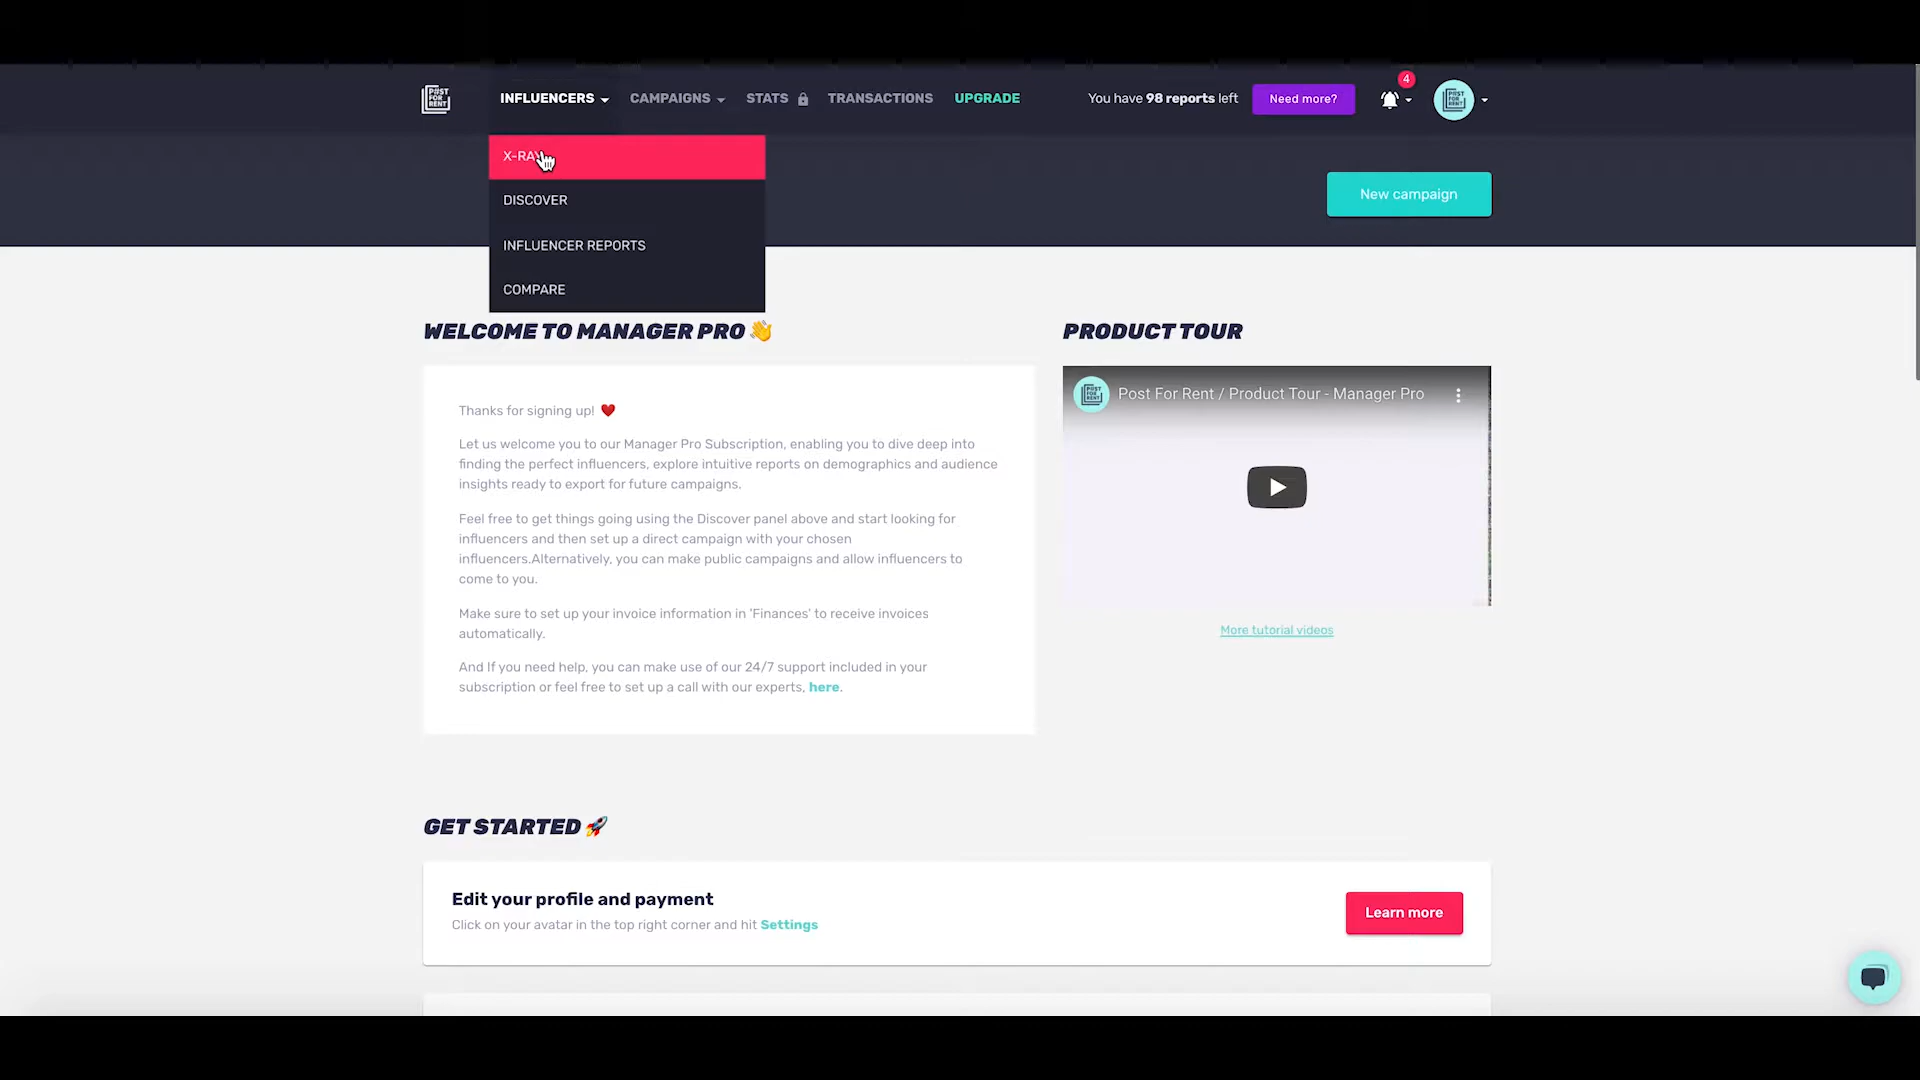 POST
FOR
RENT
INFLUENCERS
CAMPAIGNS
STATS
TRANSACTIONS
UPGRADE
You have 98 reports left
Need more?
4
POST
FOR
RENT
DISCOVER
INFLUENCER REPORTS
COMPARE
New campaign
WELCOME TO MANAGER PRO 👋
Thanks for signing up! ❤️
Let us welcome you to our Manager Pro Subscription, enabling you to dive deep into
finding the perfect influencers, explore intuitive reports on demographics and audience
insights ready to export for future campaigns.
Feel free to get things going using the Discover panel above and start looking for
influencers and then set up a direct campaign with your chosen
influencers.Alternatively, you can make public campaigns and allow influencers to
come to you.
Make sure to set up your invoice information in 'Finances' to receive invoices
automatically.
And If you need help, you can make use of our 24/7 support included in your
subscription or feel free to set up a call with our experts, here.
PRODUCT TOUR
POST
FOR
RENT
Post For Rent / Product Tour - Manager Pro
More tutorial videos
GET STARTED 🚀
Edit your profile and payment
Click on your avatar in the top right corner and hit Settings
Learn more